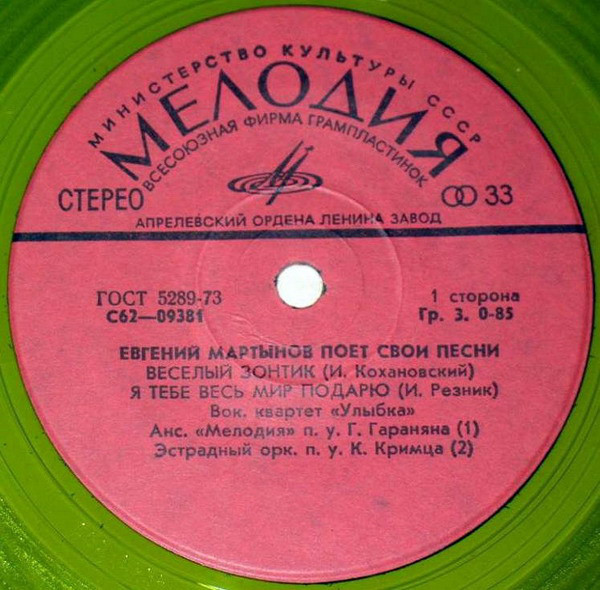 МИНИСТЕРСТВО КУЛЬТУРЫ СССР
МЕЛОДИЯ
ВСЕСОЮЗНАЯ ФИРМА ГРАМПЛАСТИНОК
СТЕРЕО 33
АПРЕЛЕВСКИЙ ОРДЕНА ЛЕНИНА ЗАВОД
ГОСТ 5289-73 1 сторона
С62—09381 Гр. 3. 0-85
ЕВГЕНИЙ МАРТЫНОВ ПОЕТ СВОИ ПЕСНИ
ВЕСЕЛЫЙ ЗОНТИК (И. Кохановский)
Я ТЕБЕ ВЕСЬ МИР ПОДАРЮ (И. Резник)
Вок. квартет «Улыбка»
Анс. «Мелодия» п. у. Г. Гараняна (1)
Эстрадный орк. п. у. К. Кримца (2)